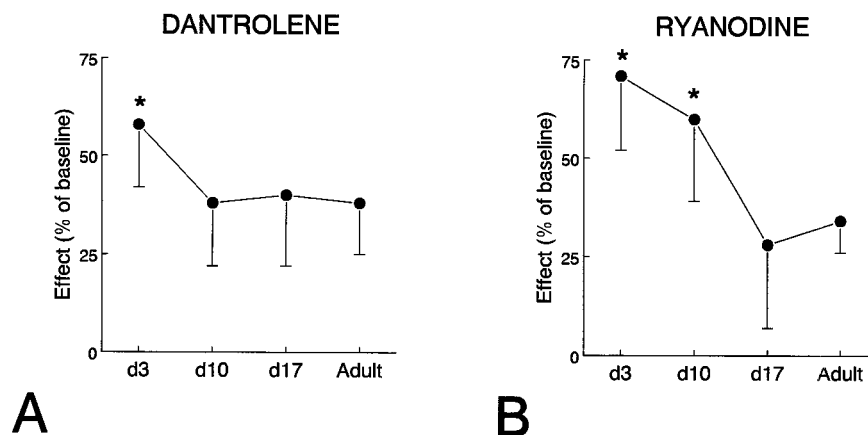 DANTROLENE
75
50
25
0
Effect (% of baseline)
*
d3 d10 d17 Adult
A
RYANODINE
75
50
25
0
Effect (% of baseline)
*
*
d3 d10 d17 Adult
B